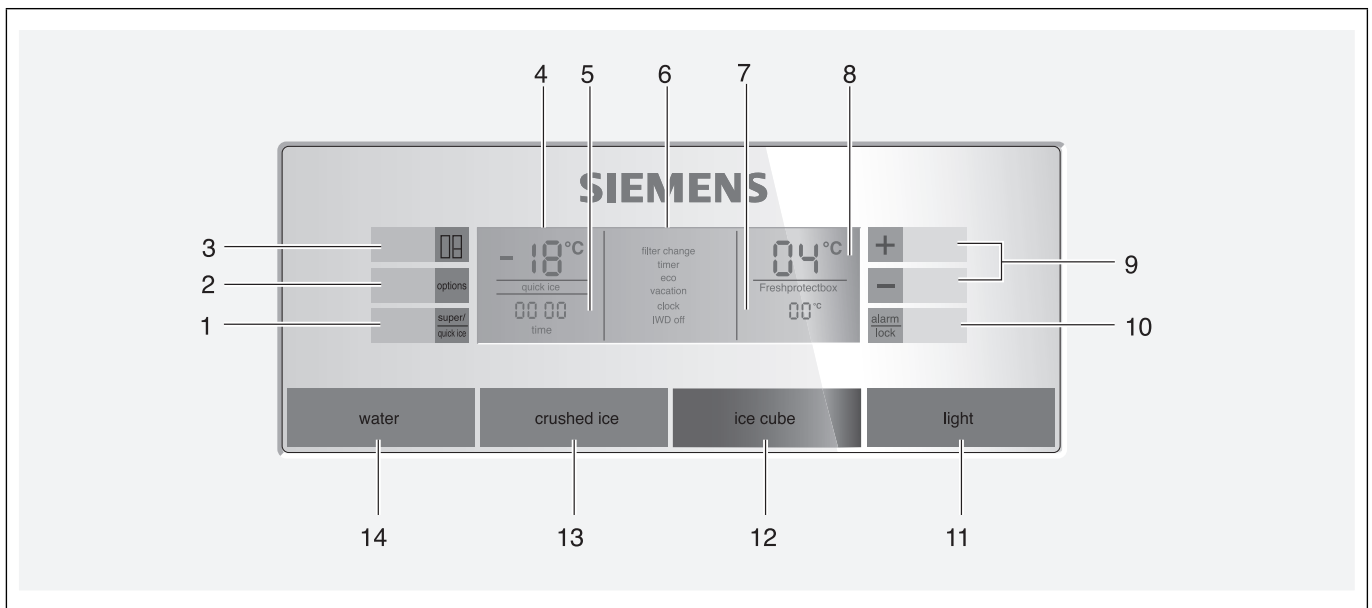 4 5 6 7 8
SIEMENS
3
2 options
1 super/
quick ice
- 18 °C
quick ice
00 00
time
filter change
timer
eco
vacation
clock
IWD off
04 °C
Freshprotectbox
00 °C
+
−
9
alarm
lock
10
water crushed ice ice cube light
14 13 12 11